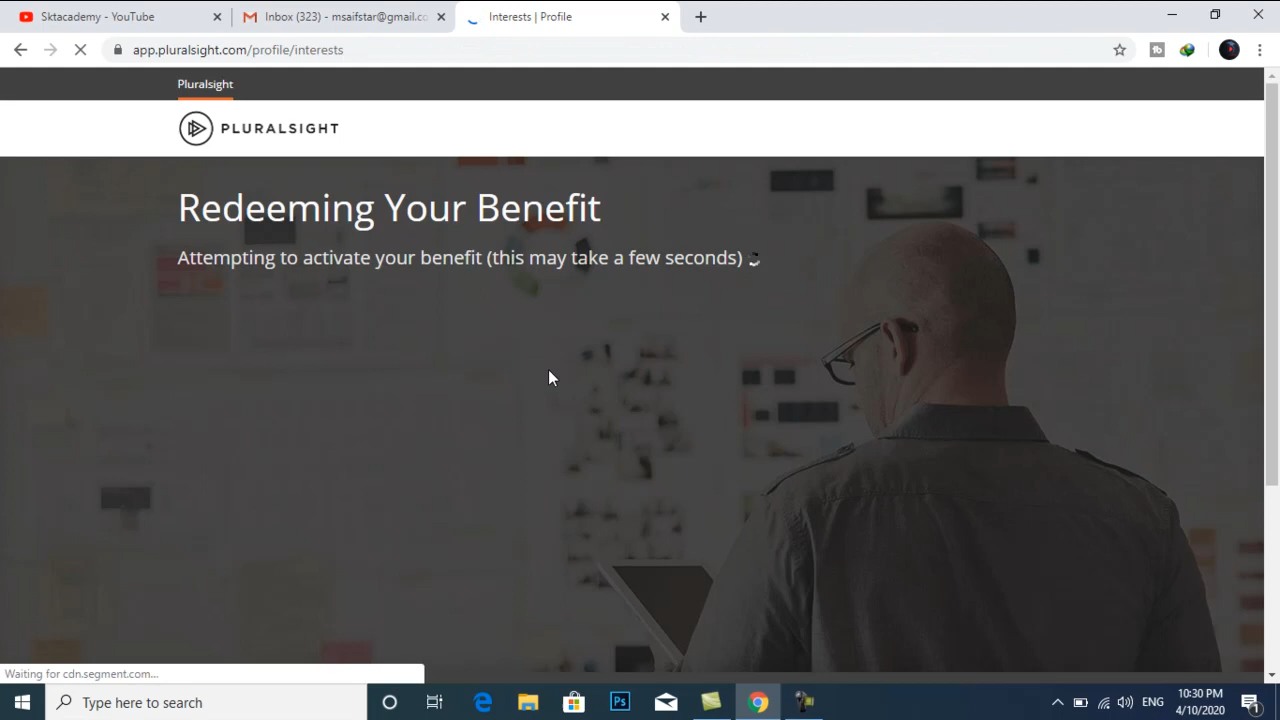 Sktacademy - YouTube
Inbox (323) - msaifstar@gmail.co
Interests | Profile
app.pluralsight.com/profile/interests
Pluralsight
PLURALSIGHT
Redeeming Your Benefit
Attempting to activate your benefit (this may take a few seconds)
Waiting for cdn.segment.com...
Type here to search
Ps
ENG
10:30 PM
4/10/2020
1